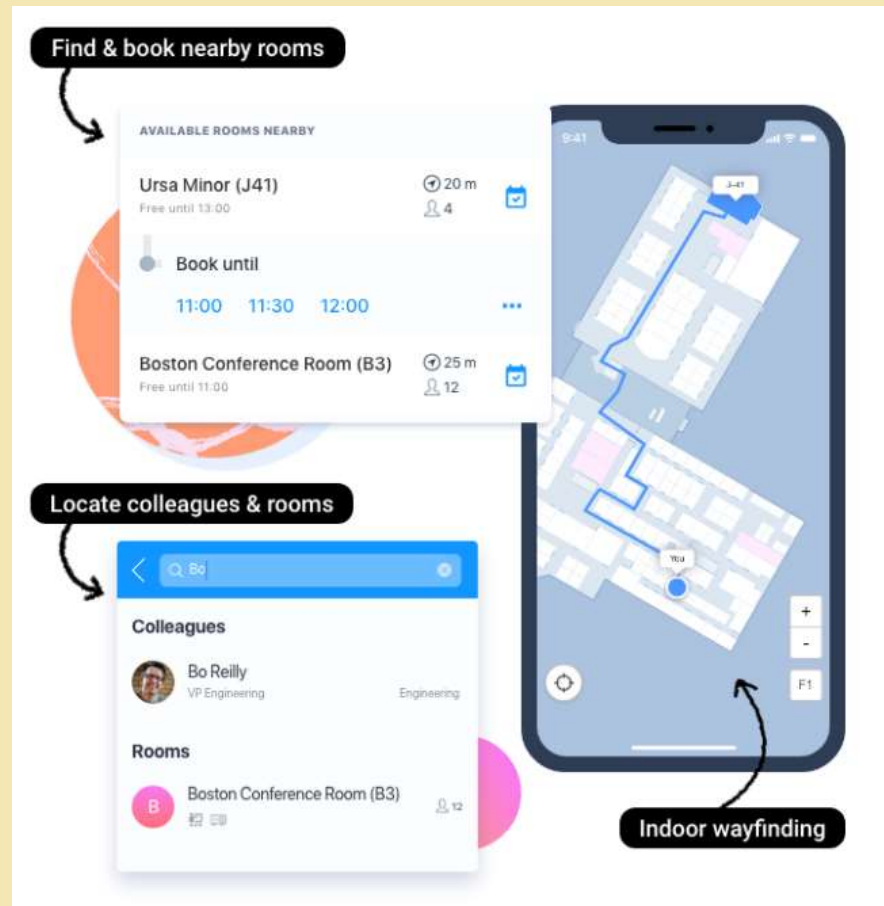 Find & book nearby rooms
AVAILABLE ROOMS NEARBY
Ursa Minor (J41)
20 m
Free until 13:00
4
Book until
11:00 11:30 12:00
Boston Conference Room (B3)
25 m
Free until 11:00
12
9:41
J-41
You
+
-
F1
Indoor wayfinding
Locate colleagues & rooms
Bo
Colleagues
Bo Reilly
VP Engineering
Engineering
Rooms
B
Boston Conference Room (B3)
12